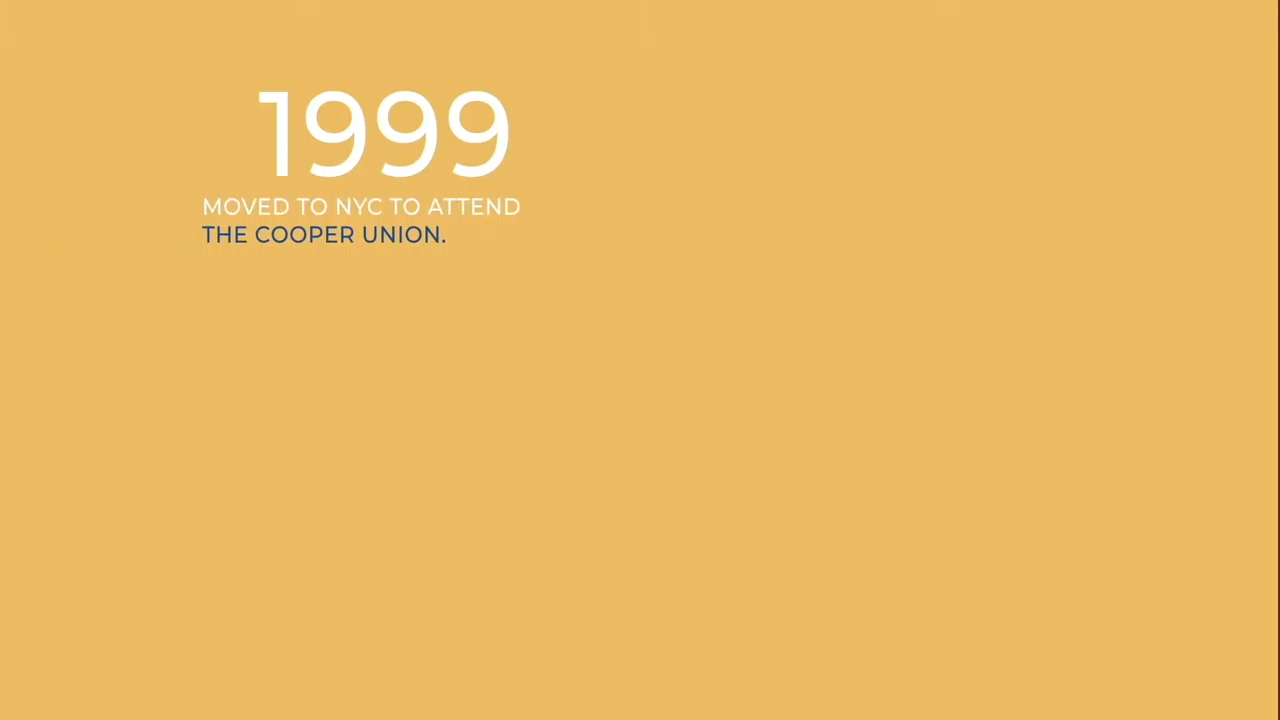 1999
MOVED TO NYC TO ATTEND
THE COOPER UNION.